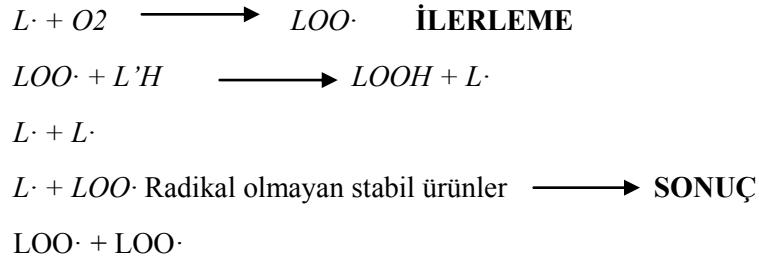 L· + O2 ⟶ LOO· İLERLEME
LOO· + L’H ⟶ LOOH + L·
L· + L·
L· + LOO· Radikal olmayan stabil ürünler ⟶ SONUÇ
LOO· + LOO·